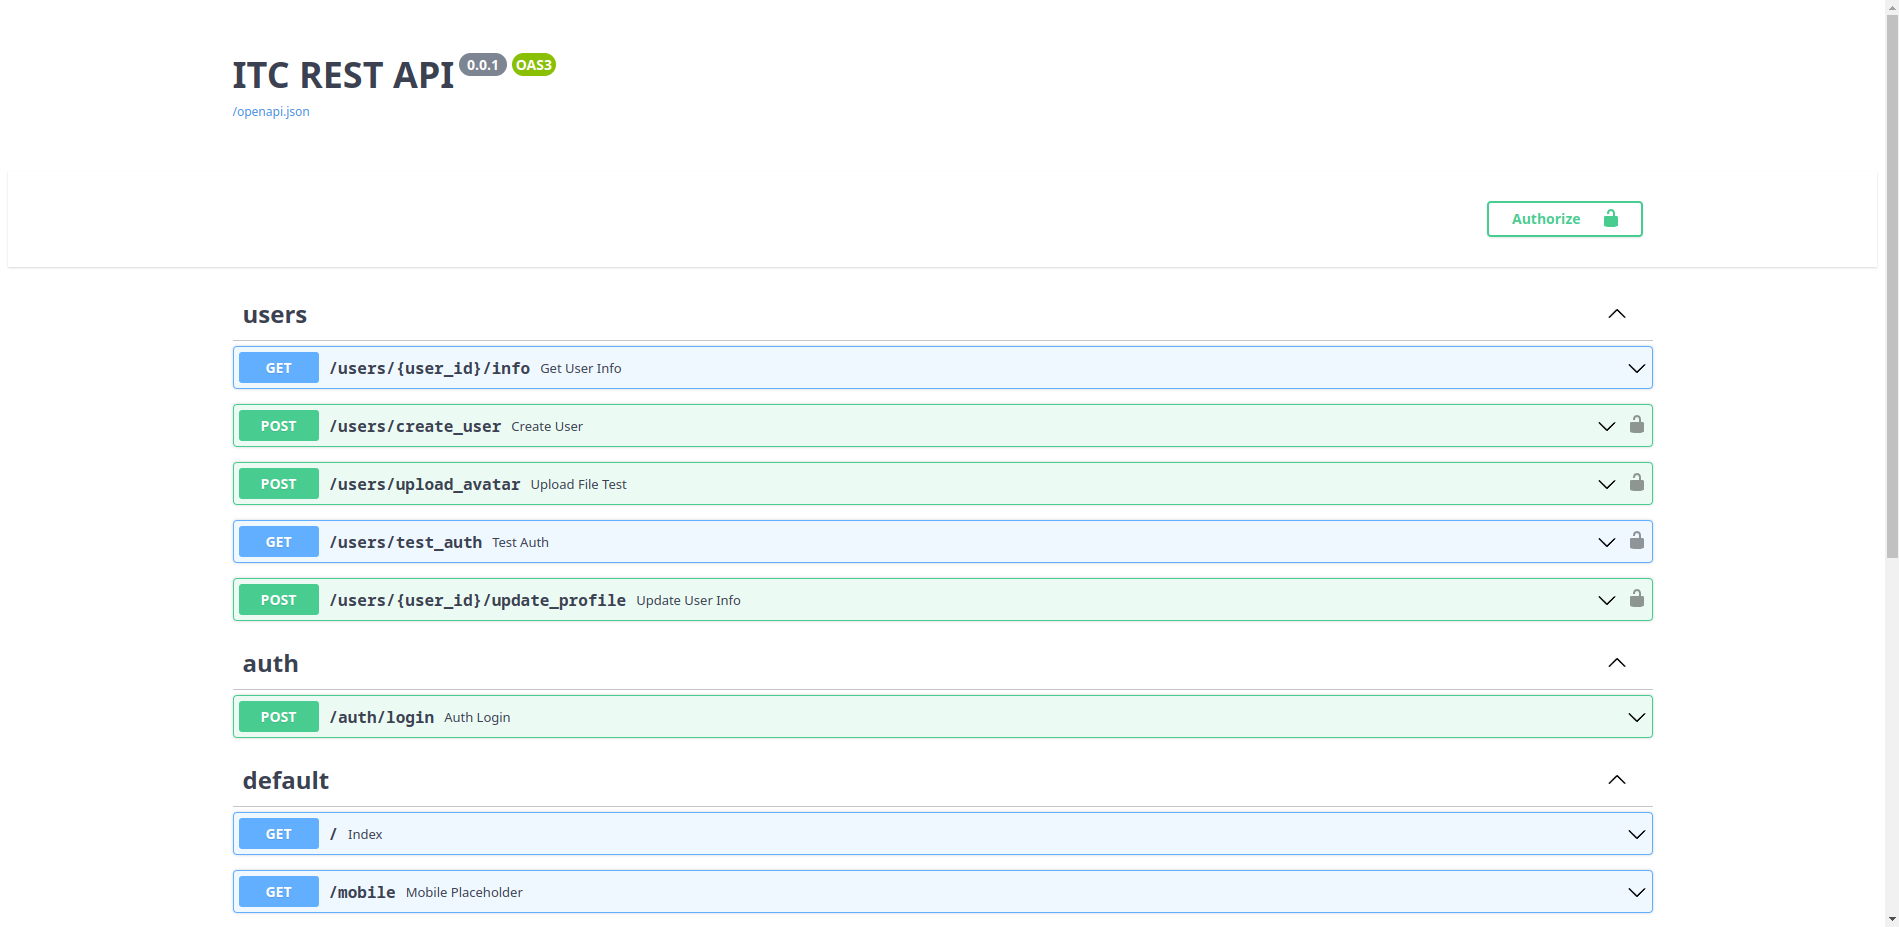 ITC REST API 0.0.1 OAS3
/openapi.json
Authorize
users
GET /users/{user_id}/info Get User Info
POST /users/create_user Create User
POST /users/upload_avatar Upload File Test
GET /users/test_auth Test Auth
POST /users/{user_id}/update_profile Update User Info
auth
POST /auth/login Auth Login
default
GET / Index
GET /mobile Mobile Placeholder